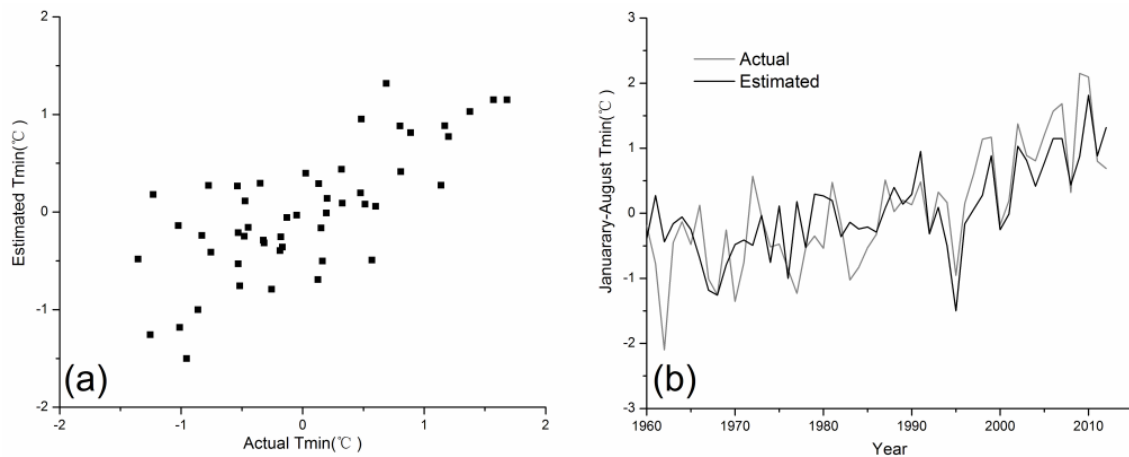 2
1
0
-1
-2
-2
-1
0
1
2
Estimated Tmin(℃)
Actual Tmin(℃)
(a)
3
2
1
0
-1
-2
-3
1960
1970
1980
1990
2000
2010
Januarary-August Tmin(℃)
Year
Actual
Estimated
(b)